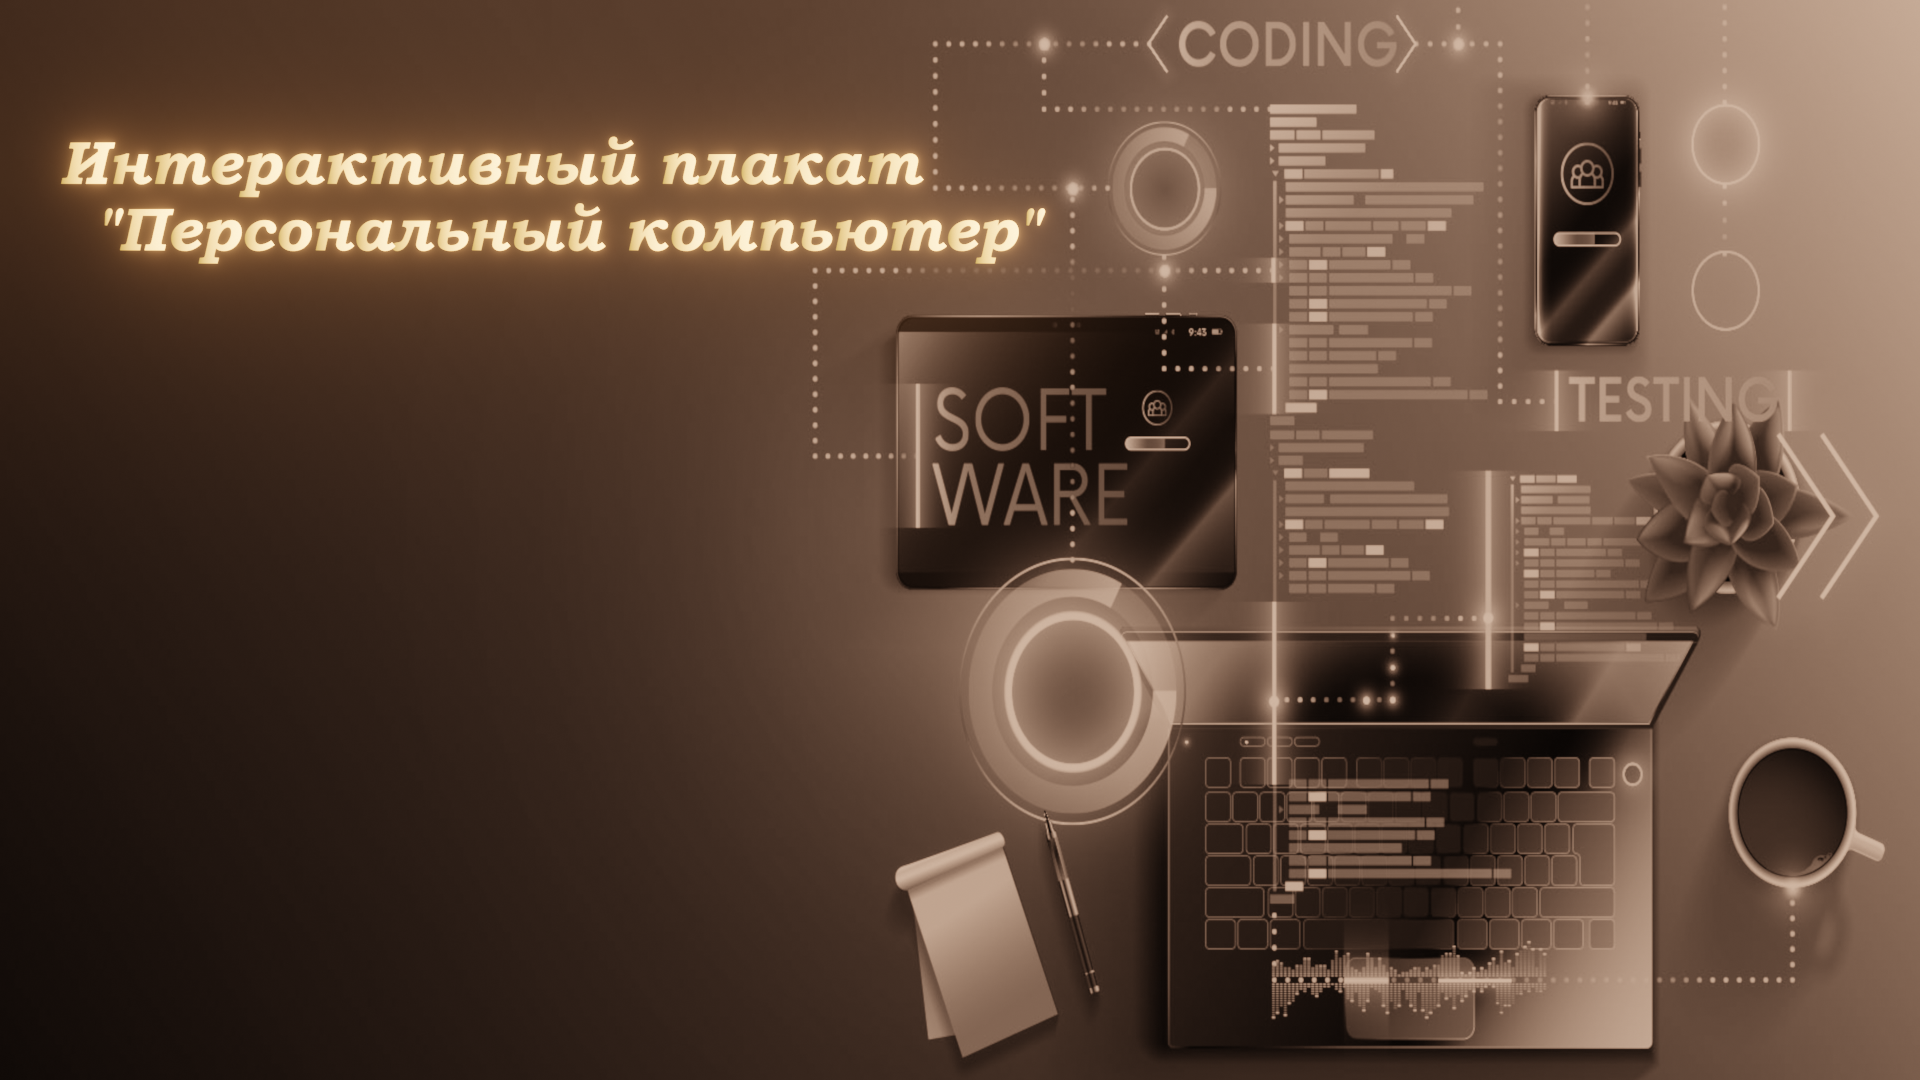 Интерактивный плакат
"Персональный компьютер"
CODING
9:43
SOFT
WARE
TESTING